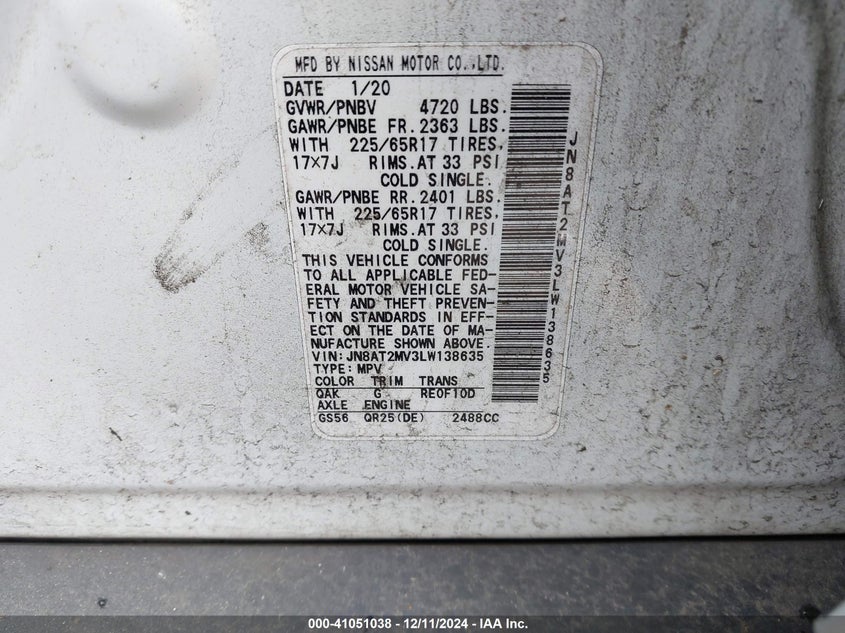 MFD BY NISSAN MOTOR CO.,LTD.
DATE 1/20
GVWR/PNBV 4720 LBS.
GAWR/PNBE FR. 2363 LBS.
WITH 225/65R17 TIRES,
17X7J RIMS.AT 33 PSI
COLD SINGLE.
GAWR/PNBE RR. 2401 LBS.
WITH 225/65R17 TIRES,
17X7J RIMS.AT 33 PSI
COLD SINGLE.
THIS VEHICLE CONFORMS
TO ALL APPLICABLE FED-
ERAL MOTOR VEHICLE SA-
FETY AND THEFT PREVEN-
TION STANDARDS IN EFF-
ECT ON THE DATE OF MA-
NUFACTURE SHOWN ABOVE.
VIN:JN8AT2MV3LW138635
TYPE:MPV
COLOR TRIM TRANS
QAK G RE0F10D
AXLE ENGINE
GS56 QR25(DE) 2488CC
JN8AT2MV3LW138635
000-41051038 - 12/11/2024 - IAA Inc.